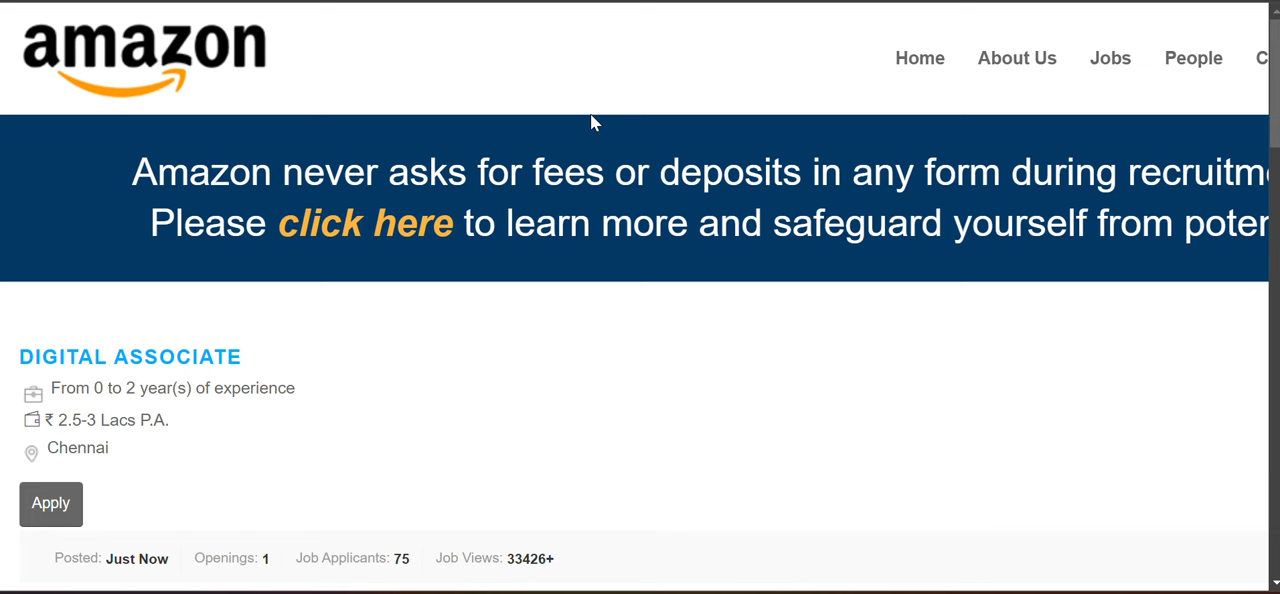 amazon
Home About Us Jobs People C
Amazon never asks for fees or deposits in any form during recruitm
Please click here to learn more and safeguard yourself from poter
DIGITAL ASSOCIATE
From 0 to 2 year(s) of experience
₹ 2.5-3 Lacs P.A.
Chennai
Apply
Posted: Just Now Openings: 1 Job Applicants: 75 Job Views: 33426+